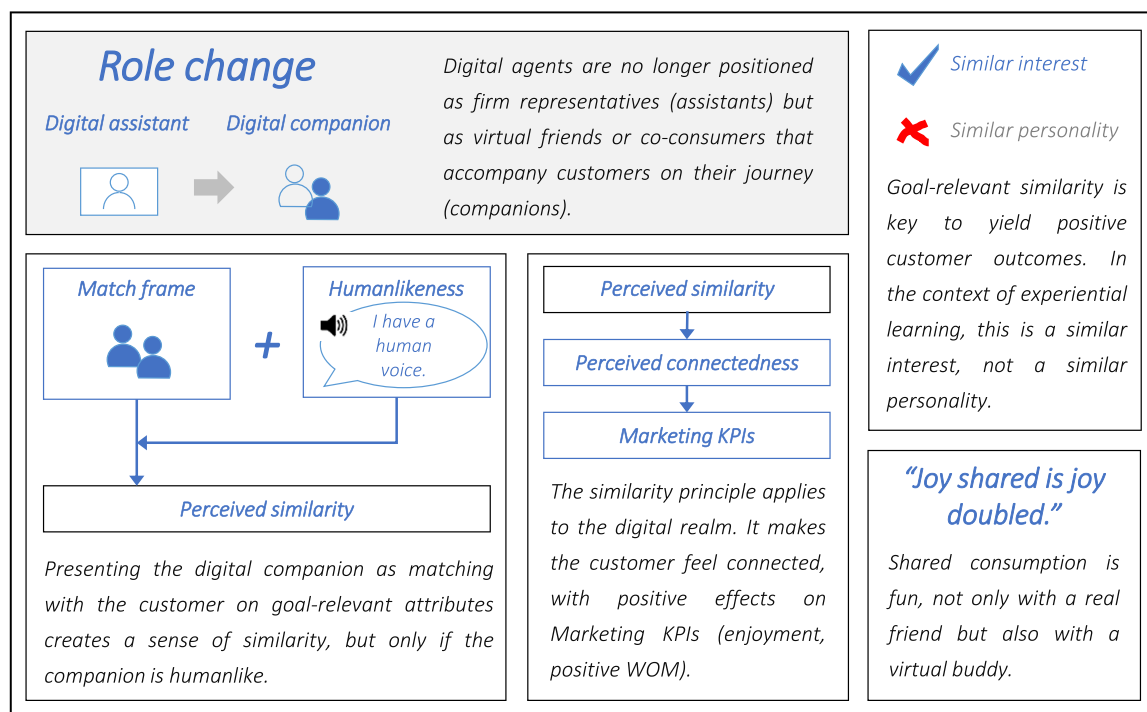 Role change
Digital assistant
Digital companion
Digital agents are no longer positioned
as firm representatives (assistants) but
as virtual friends or co-consumers that
accompany customers on their journey
(companions).
Similar interest
Similar personality
Goal-relevant similarity is
key to yield positive
customer outcomes. In
the context of experiential
learning, this is a similar
interest, not a similar
personality.
Match frame
+
Humanlikeness
I have a
human
voice.
Perceived similarity
Presenting the digital companion as matching
with the customer on goal-relevant attributes
creates a sense of similarity, but only if the
companion is humanlike.
Perceived similarity
Perceived connectedness
Marketing KPIs
The similarity principle applies
to the digital realm. It makes
the customer feel connected,
with positive effects on
Marketing KPIs (enjoyment,
positive WOM).
“Joy shared is joy
doubled.”
Shared consumption is
fun, not only with a real
friend but also with a
virtual buddy.